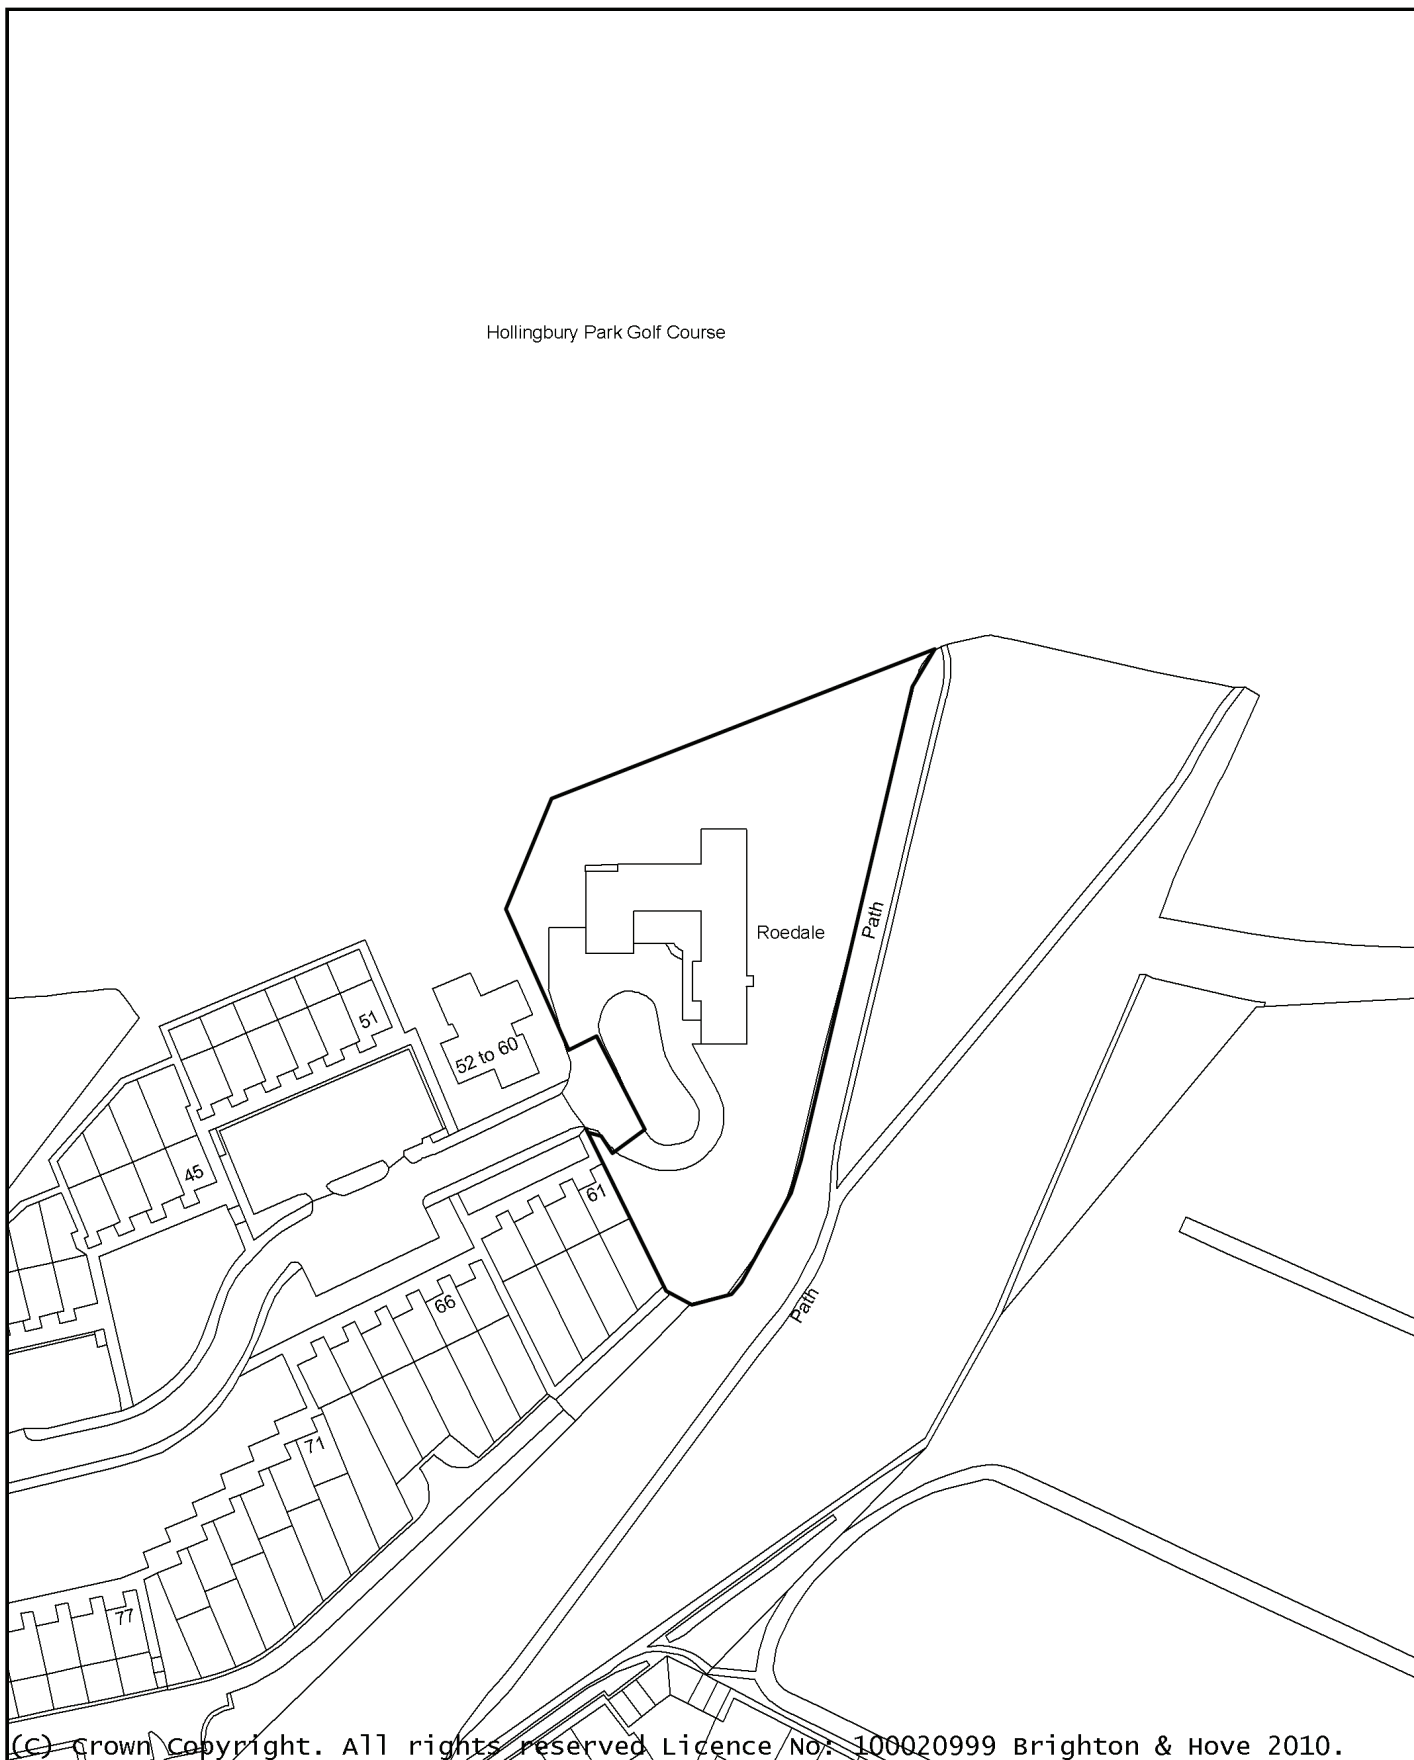 Hollingbury Park Golf Course
Path
Roedale
51
52 to 60
45
61
66
Path
71
77
(C) Crown Copyright. All rights reserved Licence No: 100020999 Brighton & Hove 2010.